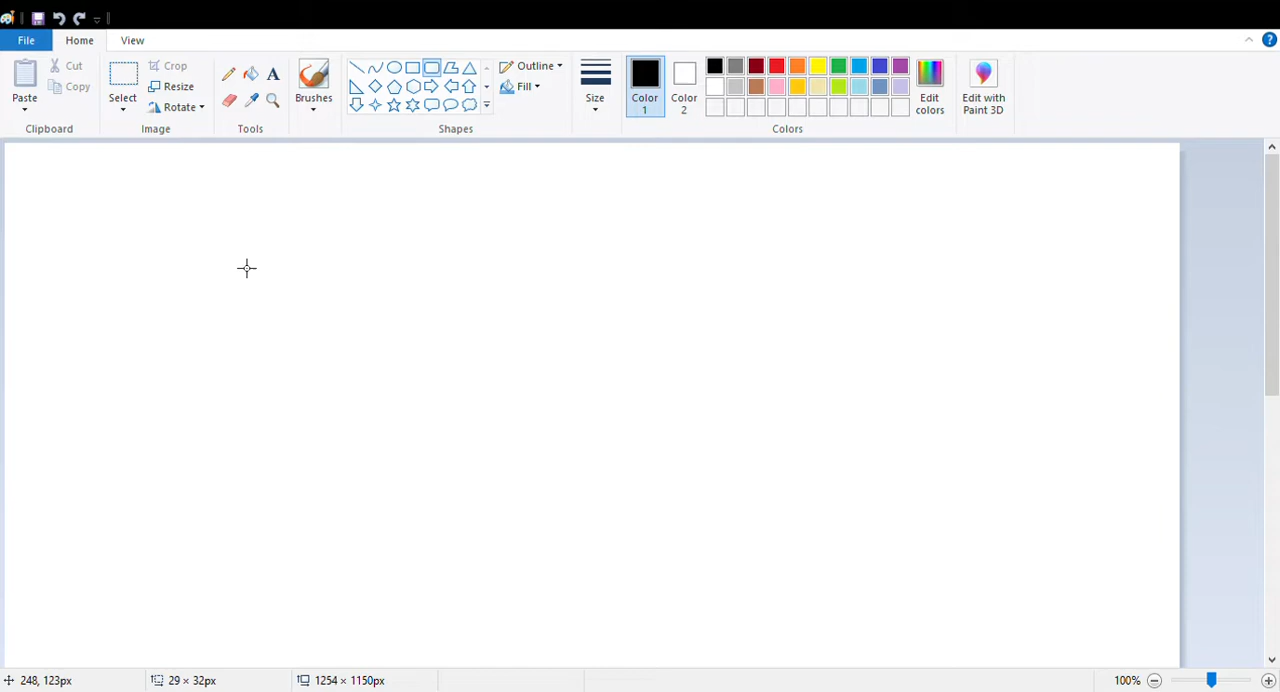 File Home View
Paste
Cut
Copy
Clipboard
Select
Crop
Resize
Rotate
Image
A
Tools
Brushes
Outline
Fill
Shapes
Size
Color
1
Color
2
Edit
colors
Colors
Edit with
Paint 3D
248, 123px 29 × 32px 1254 × 1150px 100%